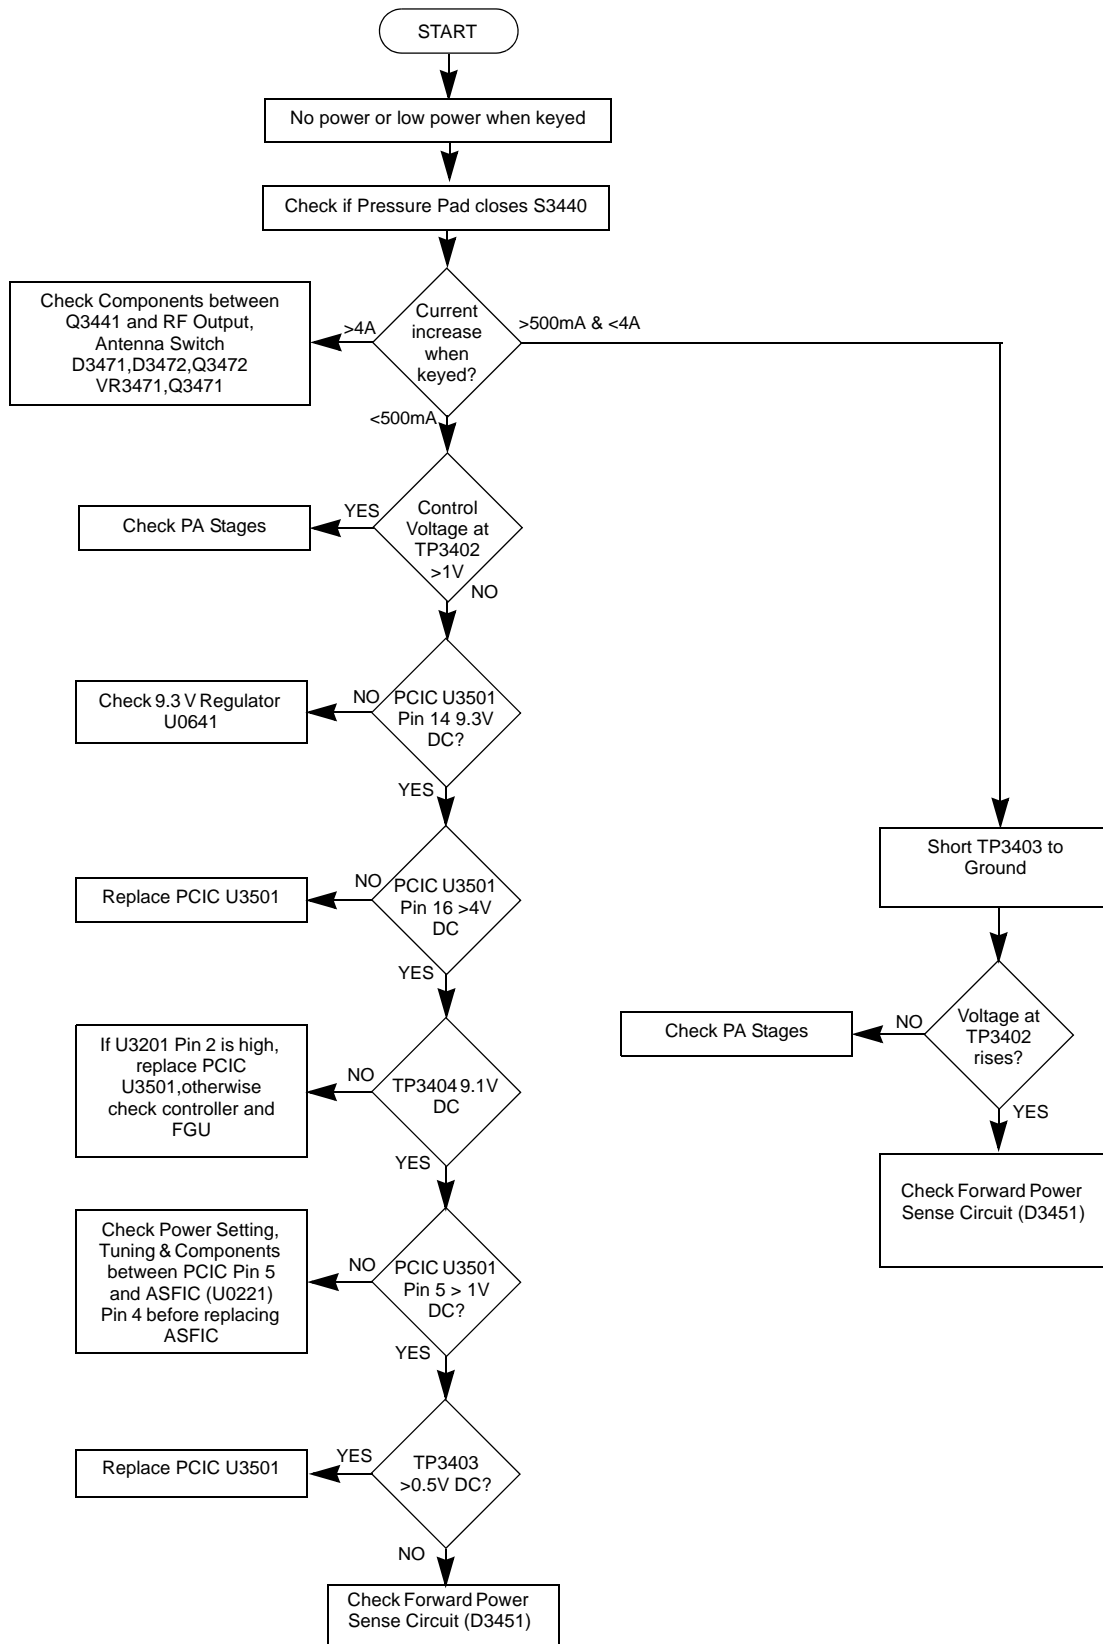 START
No power or low power when keyed
Check if Pressure Pad closes S3440
Current
increase
when
keyed?
>4A
>500mA & <4A
<500mA
Check Components between
Q3441 and RF Output,
Antenna Switch
D3471,D3472,Q3472
VR3471,Q3471
Control
Voltage at
TP3402
>1V
YES
NO
Check PA Stages
PCIC U3501
Pin 14 9.3V
DC?
NO
YES
Check 9.3 V Regulator
U0641
PCIC U3501
Pin 16 >4V
DC
NO
YES
Replace PCIC U3501
TP3404 9.1V
DC
NO
YES
If U3201 Pin 2 is high,
replace PCIC
U3501,otherwise
check controller and
FGU
PCIC U3501
Pin 5 > 1V
DC?
NO
YES
Check Power Setting,
Tuning & Components
between PCIC Pin 5
and ASFIC (U0221)
Pin 4 before replacing
ASFIC
TP3403
>0.5V DC?
YES
NO
Replace PCIC U3501
Check Forward Power
Sense Circuit (D3451)
Short TP3403 to
Ground
Voltage at
TP3402
rises?
NO
YES
Check PA Stages
Check Forward Power
Sense Circuit (D3451)